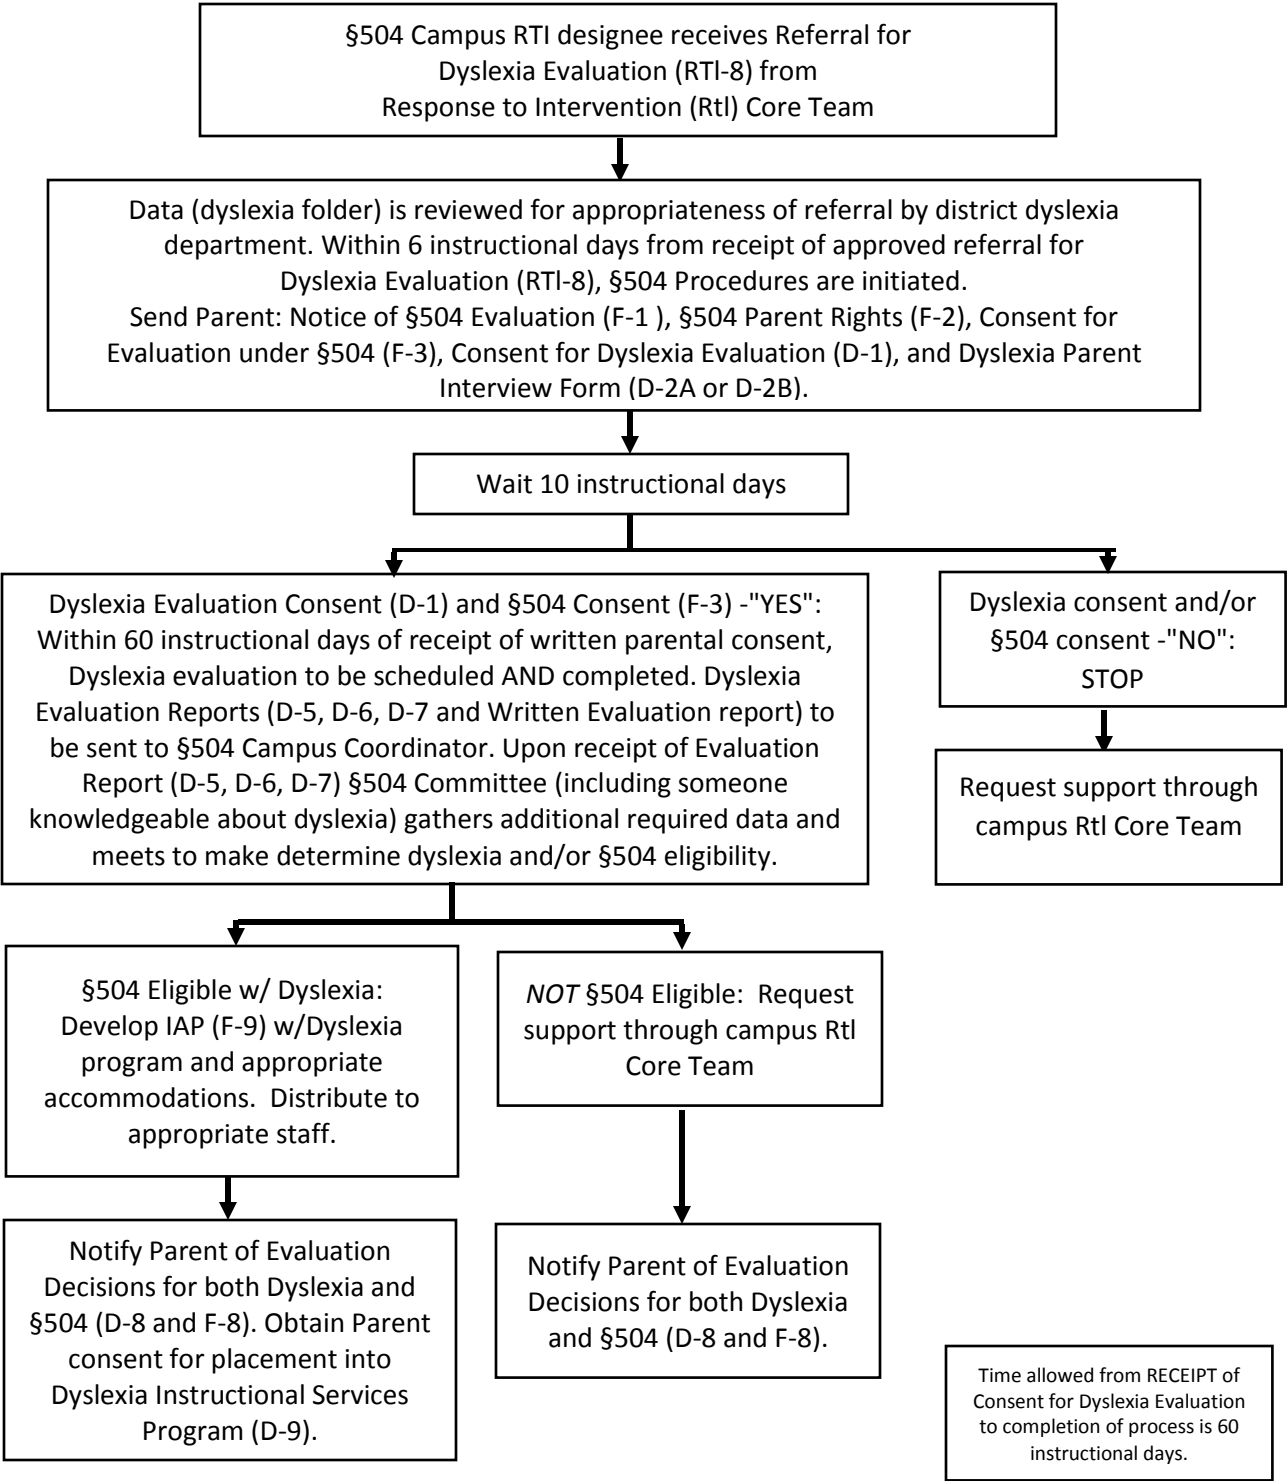 §504 Campus RTI designee receives Referral for
Dyslexia Evaluation (RTl-8) from
Response to Intervention (Rtl) Core Team
Data (dyslexia folder) is reviewed for appropriateness of referral by district dyslexia
department. Within 6 instructional days from receipt of approved referral for
Dyslexia Evaluation (RTl-8), §504 Procedures are initiated.
Send Parent: Notice of §504 Evaluation (F-1 ), §504 Parent Rights (F-2), Consent for
Evaluation under §504 (F-3), Consent for Dyslexia Evaluation (D-1), and Dyslexia Parent
Interview Form (D-2A or D-2B).
Wait 10 instructional days
Dyslexia Evaluation Consent (D-1) and §504 Consent (F-3) -"YES":
Within 60 instructional days of receipt of written parental consent,
Dyslexia evaluation to be scheduled AND completed. Dyslexia
Evaluation Reports (D-5, D-6, D-7 and Written Evaluation report) to
be sent to §504 Campus Coordinator. Upon receipt of Evaluation
Report (D-5, D-6, D-7) §504 Committee (including someone
knowledgeable about dyslexia) gathers additional required data and
meets to make determine dyslexia and/or §504 eligibility.
Dyslexia consent and/or
§504 consent -"NO":
STOP
Request support through
campus Rtl Core Team
§504 Eligible w/ Dyslexia:
Develop IAP (F-9) w/Dyslexia
program and appropriate
accommodations.  Distribute to
appropriate staff.
NOT §504 Eligible:  Request
support through campus Rtl
Core Team
Notify Parent of Evaluation
Decisions for both Dyslexia and
§504 (D-8 and F-8). Obtain Parent
consent for placement into
Dyslexia Instructional Services
Program (D-9).
Notify Parent of Evaluation
Decisions for both Dyslexia
and §504 (D-8 and F-8).
Time allowed from RECEIPT of
Consent for Dyslexia Evaluation
to completion of process is 60
instructional days.